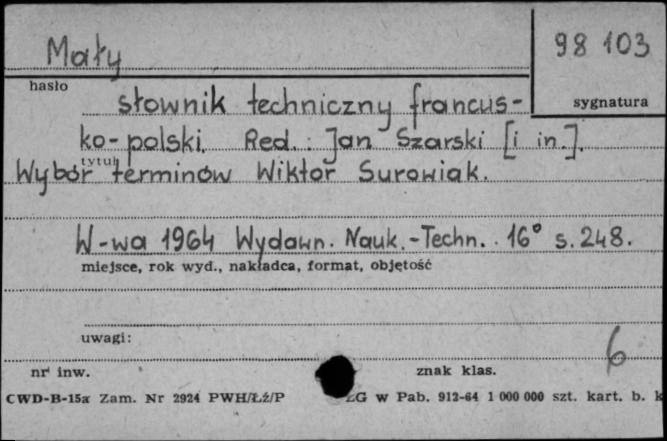 Mały 98 103
hasło
słownik techniczny francus- sygnatura
ko-polski. Red.: Jan Szarski [i in.].
tytuł
Wybór terminów Wiktor Surowiak.
W-wa 1964 Wydawn. Nauk.-Techn. 16° s. 248.
miejsce, rok wyd., nakładca, format, objętość
uwagi:
6
nr inw. znak klas.
CWD-B-15a Zam. Nr 2924 PWH/Łź/P ZG w Pab. 912-64 1 000 000 szt. kart. b. k